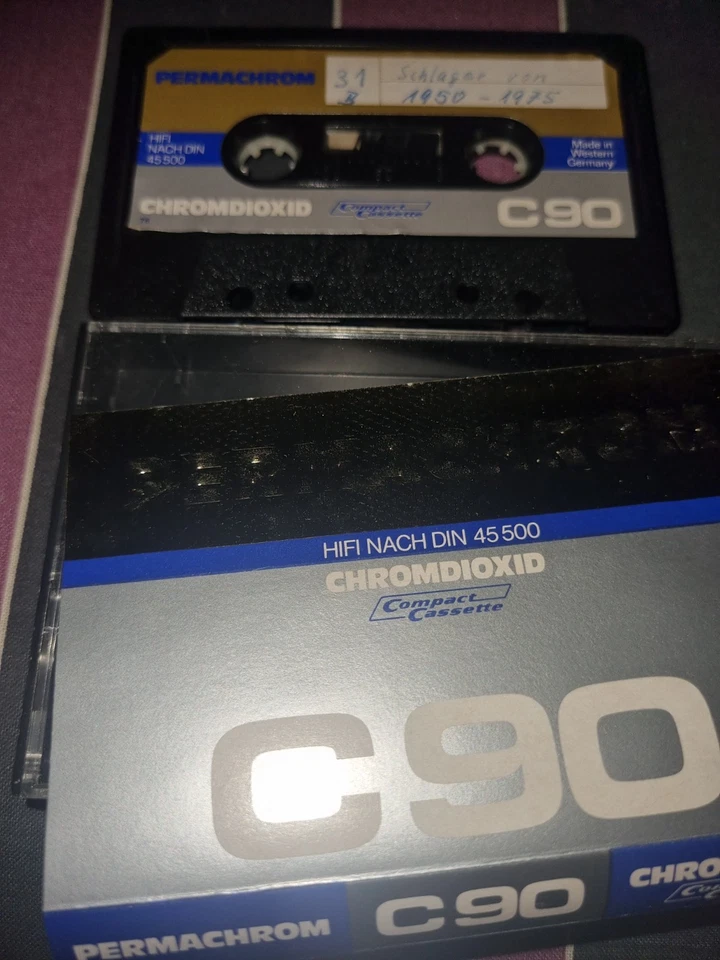 PERMACHROM
31 Schlager von
B 1950 - 1975
HIFI
NACH DIN
45 500
Made in
Western
Germany
CHROMDIOXID
Compact
Cassette
C90
PERMACHROM
HIFI NACH DIN 45 500
CHROMDIOXID
Compact
Cassette
C90
PERMACHROM
C90
CHRO